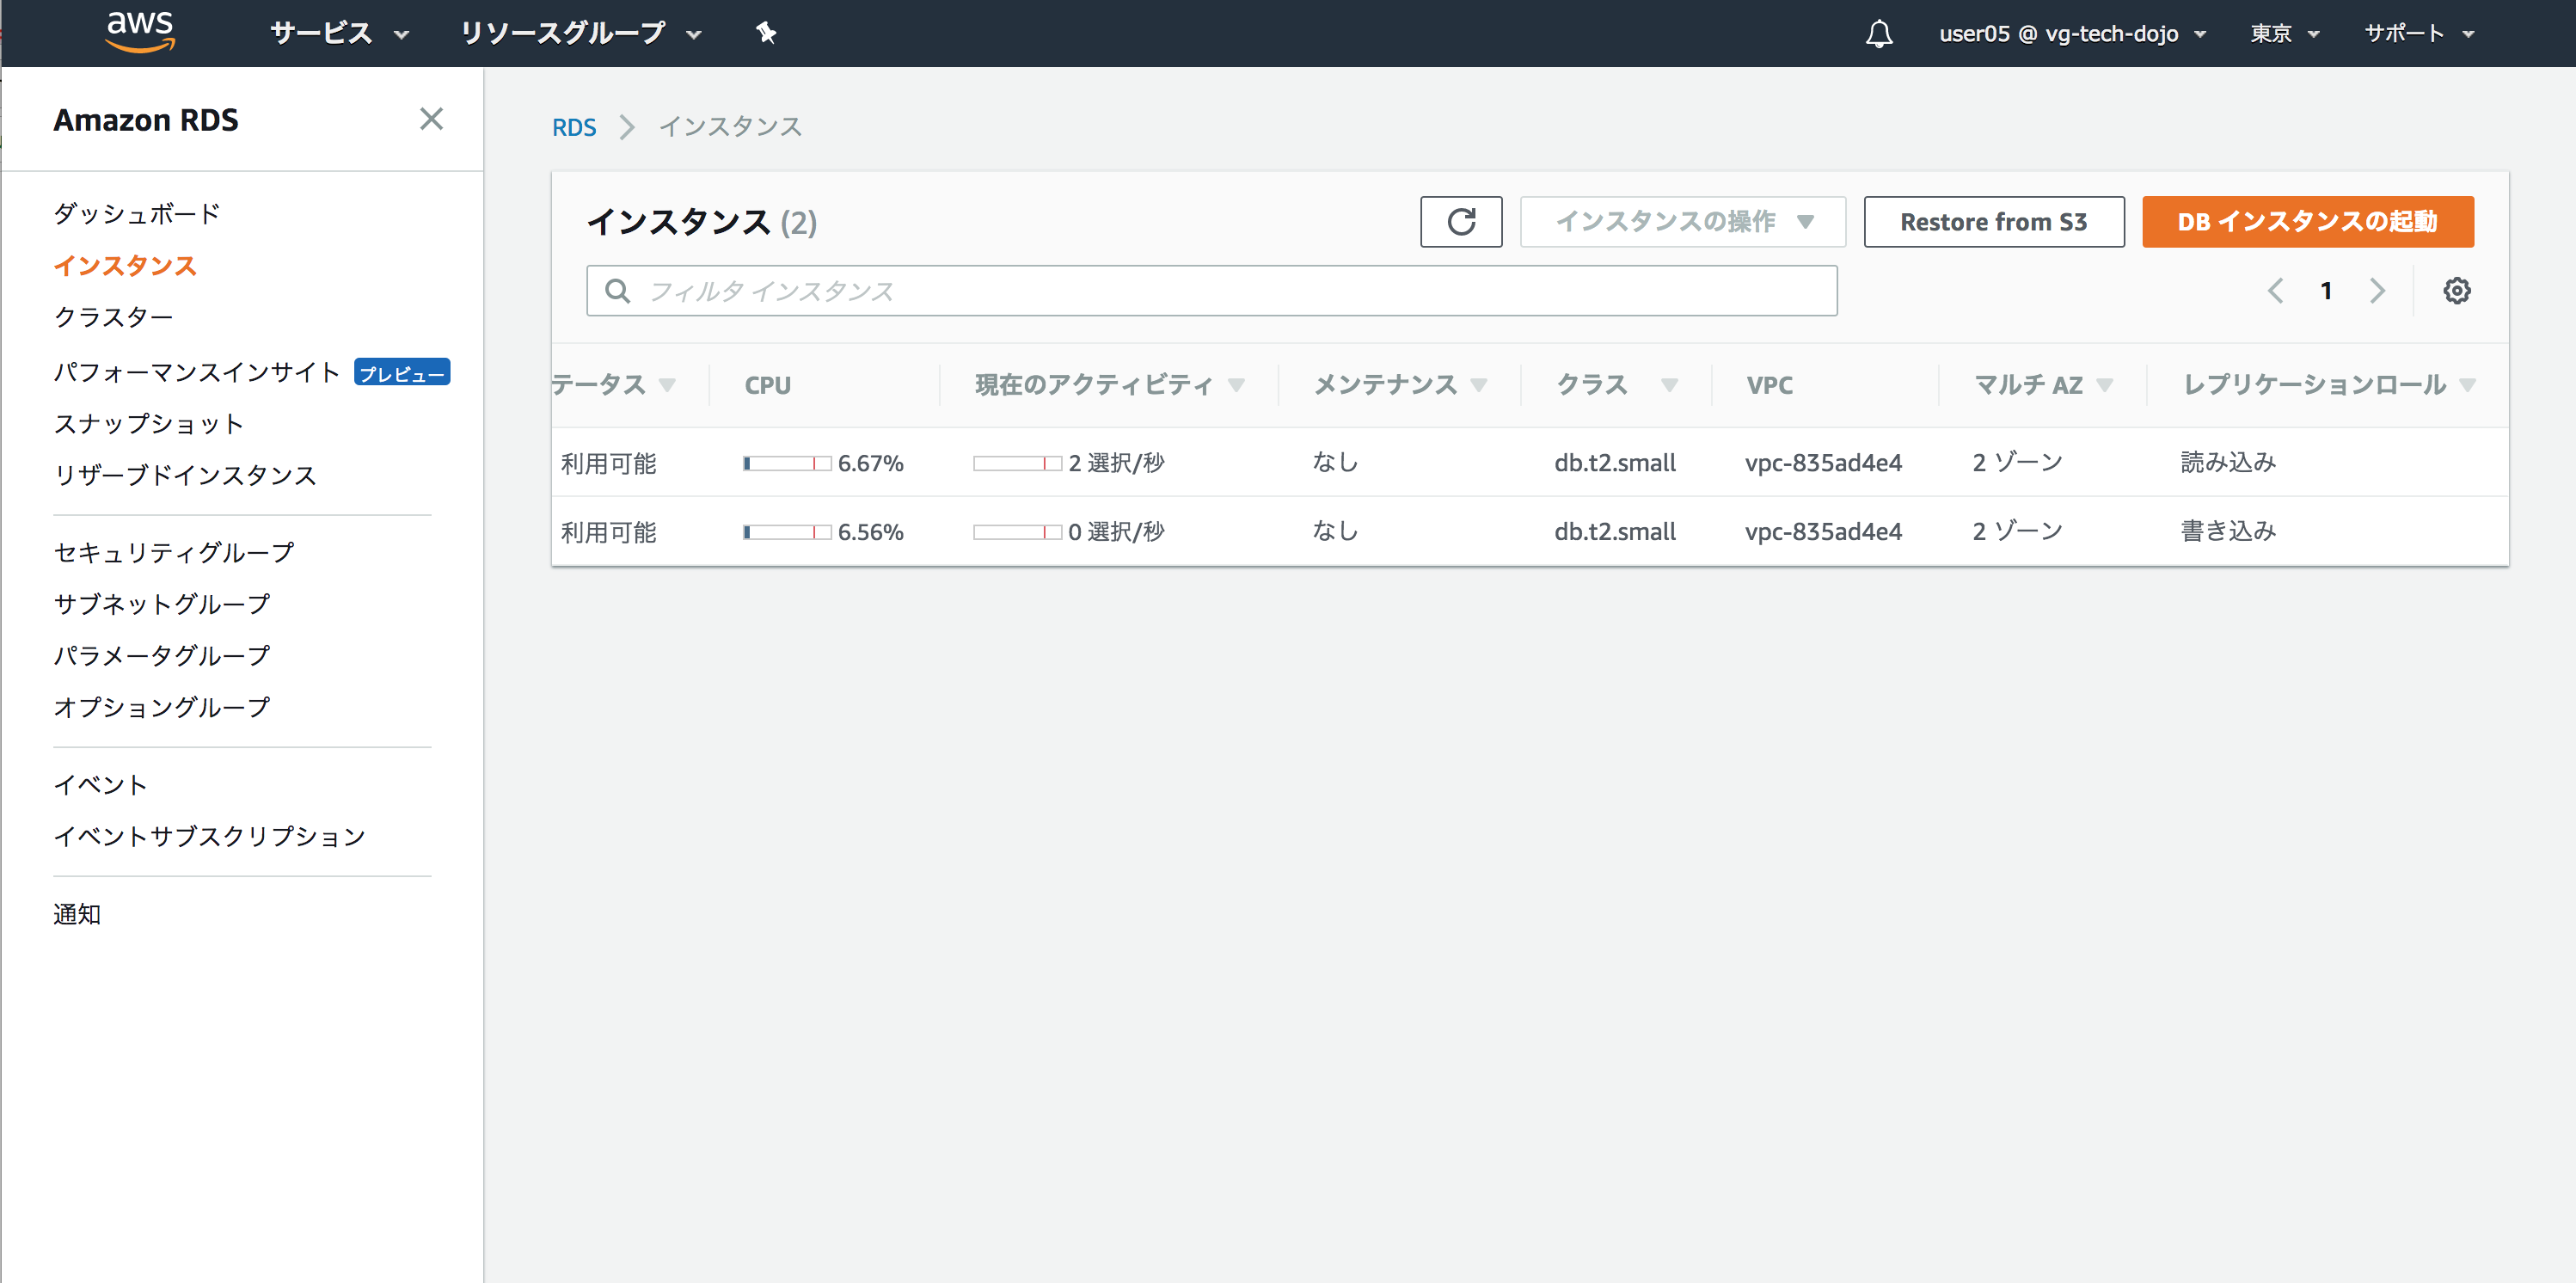 aws サービス リソースグループ user05 @ vg-tech-dojo 東京 サポート
Amazon RDS
ダッシュボード
インスタンス
クラスター
パフォーマンスインサイト プレビュー
スナップショット
リザーブドインスタンス
セキュリティグループ
サブネットグループ
パラメータグループ
オプショングループ
イベント
イベントサブスクリプション
通知
RDS インスタンス
インスタンス (2) インスタンスの操作 Restore from S3 DB インスタンスの起動
フィルタ インスタンス 1
テータス CPU 現在のアクティビティ メンテナンス クラス VPC マルチ AZ レプリケーションロール
利用可能 6.67% 2 選択/秒 なし db.t2.small vpc-835ad4e4 2 ゾーン 読み込み
利用可能 6.56% 0 選択/秒 なし db.t2.small vpc-835ad4e4 2 ゾーン 書き込み